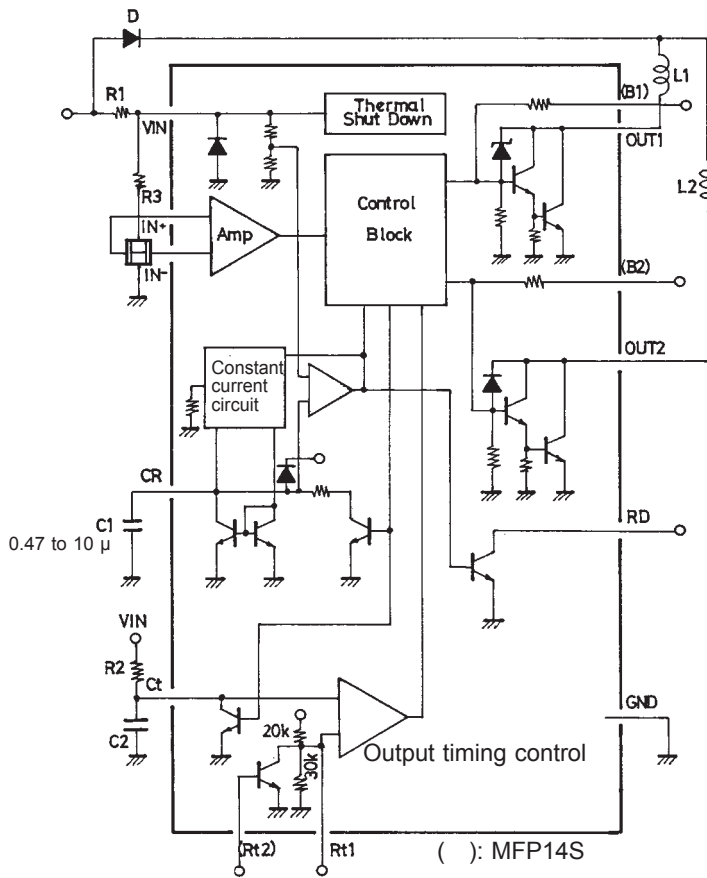 D
R1
VIN
Thermal
Shut Down
(B1)
L1
OUT1
L2
R3
IN+
IN-
Amp
Control
Block
(B2)
OUT2
Constant
current
circuit
CR
C1
0.47 to 10 μ
RD
VIN
R2
Ct
C2
20k
30k
Output timing control
GND
(Rt2)
Rt1
( ): MFP14S